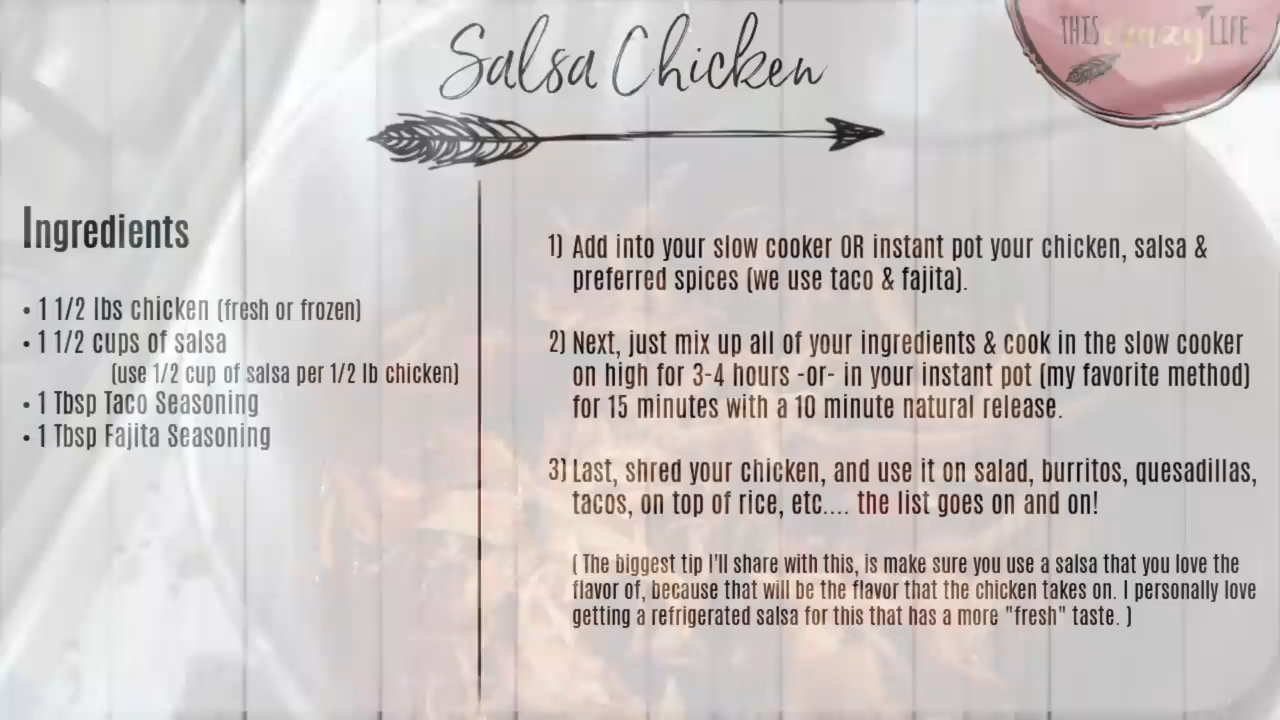 Salsa Chicken
THIS crazy LIFE
Ingredients
• 1 1/2 lbs chicken (fresh or frozen)
• 1 1/2 cups of salsa
(use 1/2 cup of salsa per 1/2 lb chicken)
• 1 Tbsp Taco Seasoning
• 1 Tbsp Fajita Seasoning
1) Add into your slow cooker OR instant pot your chicken, salsa &
preferred spices (we use taco & fajita).
2) Next, just mix up all of your ingredients & cook in the slow cooker
on high for 3-4 hours -or- in your instant pot (my favorite method)
for 15 minutes with a 10 minute natural release.
3) Last, shred your chicken, and use it on salad, burritos, quesadillas,
tacos, on top of rice, etc.... the list goes on and on!
( The biggest tip I'll share with this, is make sure you use a salsa that you love the
flavor of, because that will be the flavor that the chicken takes on. I personally love
getting a refrigerated salsa for this that has a more "fresh" taste. )